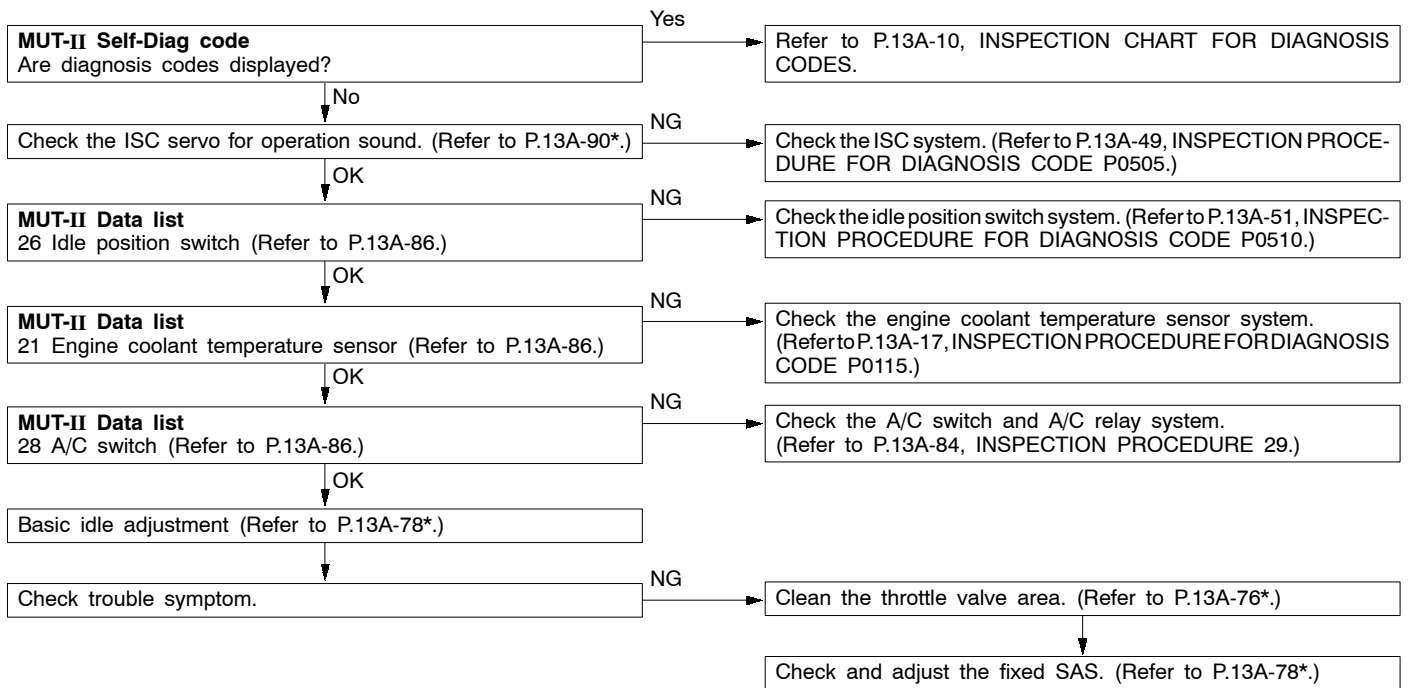 MUT-II Self-Diag code
Are diagnosis codes displayed?
Yes
Refer to P.13A-10, INSPECTION CHART FOR DIAGNOSIS
CODES.
No
Check the ISC servo for operation sound. (Refer to P.13A-90*.)
NG
Check the ISC system. (Refer to P.13A-49, INSPECTION PROCE-
DURE FOR DIAGNOSIS CODE P0505.)
OK
MUT-II Data list
26 Idle position switch (Refer to P.13A-86.)
NG
Check the idle position switch system. (Refer to P.13A-51, INSPEC-
TION PROCEDURE FOR DIAGNOSIS CODE P0510.)
OK
MUT-II Data list
21 Engine coolant temperature sensor (Refer to P.13A-86.)
NG
Check the engine coolant temperature sensor system.
(Refer to P.13A-17, INSPECTION PROCEDURE FOR DIAGNOSIS
CODE P0115.)
OK
MUT-II Data list
28 A/C switch (Refer to P.13A-86.)
NG
Check the A/C switch and A/C relay system.
(Refer to P.13A-84, INSPECTION PROCEDURE 29.)
OK
Basic idle adjustment (Refer to P.13A-78*.)
Check trouble symptom.
NG
Clean the throttle valve area. (Refer to P.13A-76*.)
Check and adjust the fixed SAS. (Refer to P.13A-78*.)